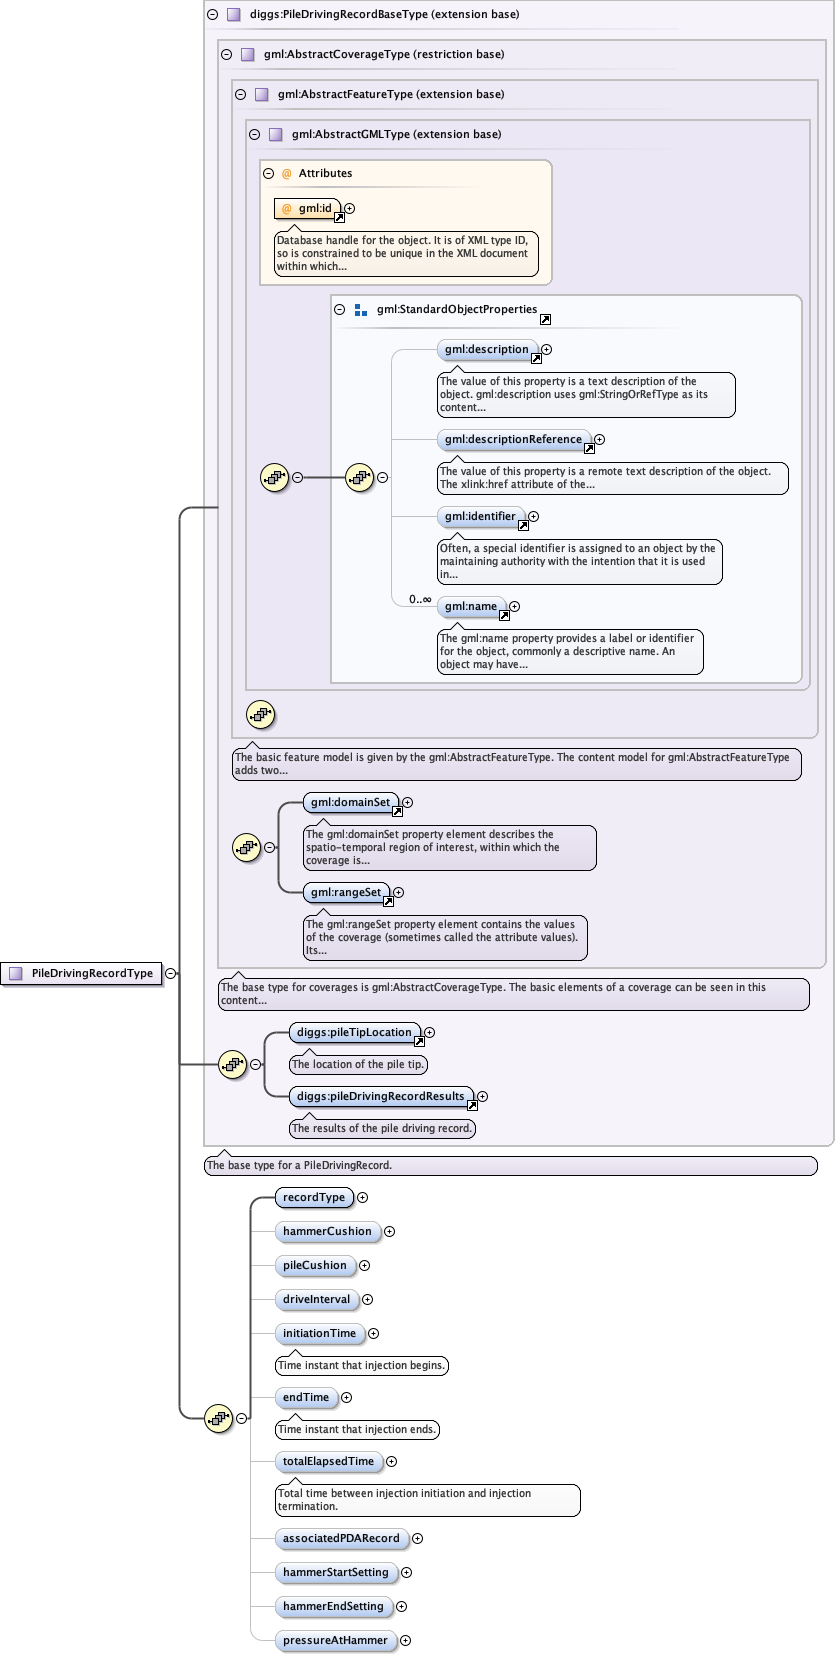 diggs:PileDrivingRecordBaseType (extension base)
gml:AbstractCoverageType (restriction base)
gml:AbstractFeatureType (extension base)
gml:AbstractGMLType (extension base)
@ Attributes
@ gml:id
Database handle for the object. It is of XML type ID,
so is constrained to be unique in the XML document
within which...
gml:StandardObjectProperties
gml:description
The value of this property is a text description of the
object. gml:description uses gml:StringOrRefType as its
content...
gml:descriptionReference
The value of this property is a remote text description of the object.
The xlink:href attribute of the...
gml:identifier
Often, a special identifier is assigned to an object by the
maintaining authority with the intention that it is used
in...
0..∞ gml:name
The gml:name property provides a label or identifier
for the object, commonly a descriptive name. An
object may have...
The basic feature model is given by the gml:AbstractFeatureType. The content model for gml:AbstractFeatureType
adds two...
gml:domainSet
The gml:domainSet property element describes the
spatio-temporal region of interest, within which the
coverage is...
gml:rangeSet
The gml:rangeSet property element contains the values
of the coverage (sometimes called the attribute values).
Its...
PileDrivingRecordType
The base type for coverages is gml:AbstractCoverageType. The basic elements of a coverage can be seen in this
content...
diggs:pileTipLocation
The location of the pile tip.
diggs:pileDrivingRecordResults
The results of the pile driving record.
The base type for a PileDrivingRecord.
recordType
hammerCushion
pileCushion
driveInterval
initiationTime
Time instant that injection begins.
endTime
Time instant that injection ends.
totalElapsedTime
Total time between injection initiation and injection
termination.
associatedPDARecord
hammerStartSetting
hammerEndSetting
pressureAtHammer